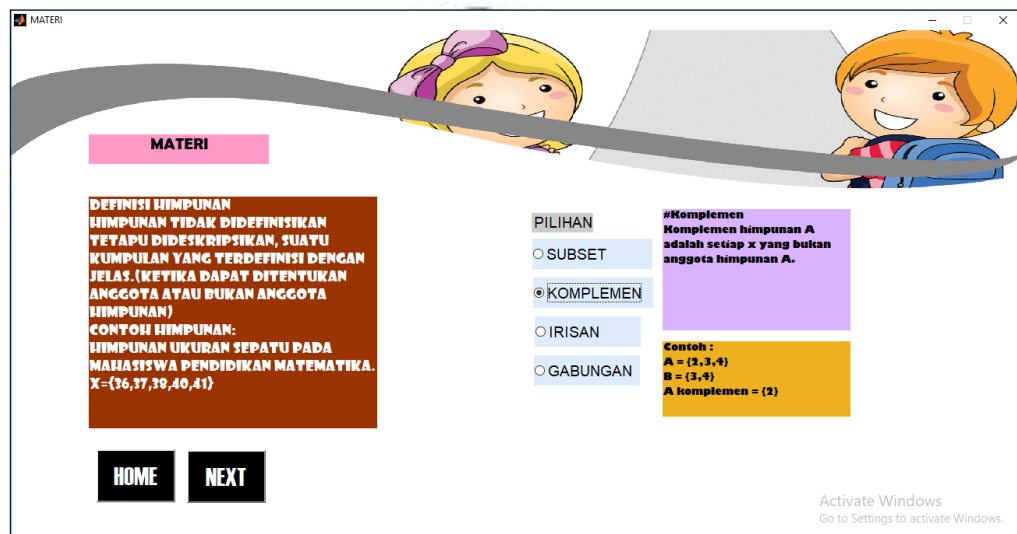 MATERI
MATERI
DEFINISI HIMPUNAN
HIMPUNAN TIDAK DIDEFINISIKAN
TETAPU DIDESKRIPSIKAN, SUATU
KUMPULAN YANG TERDEFINISI DENGAN
JELAS.(KETIKA DAPAT DITENTUKAN
ANGGOTA ATAU BUKAN ANGGOTA
HIMPUNAN)
CONTOH HIMPUNAN:
HIMPUNAN UKURAN SEPATU PADA
MAHASISWA PENDIDIKAN MATEMATIKA.
X={36,37,38,40,41}
HOME
NEXT
PILIHAN
SUBSET
KOMPLEMEN
IRISAN
GABUNGAN
#Komplemen
Komplemen himpunan A
adalah setiap x yang bukan
anggota himpunan A.
Contoh :
A = {2,3,4}
B = {3,4}
A komplemen = {2}
Activate Windows
Go to Settings to activate Windows.